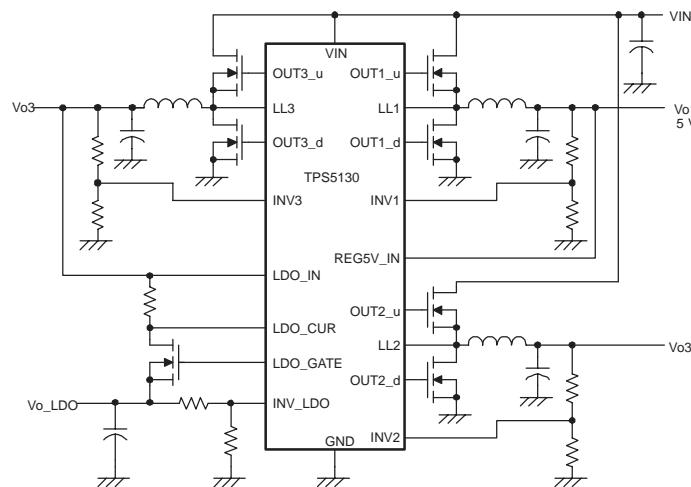 VIN
VIN
OUT3_u
OUT1_u
Vo3
LL3
LL1
Vo
5 V
OUT3_d
OUT1_d
TPS5130
INV3
INV1
REG5V_IN
LDO_IN
OUT2_u
LDO_CUR
LL2
Vo3
LDO_GATE
OUT2_d
Vo_LDO
INV_LDO
INV2
GND